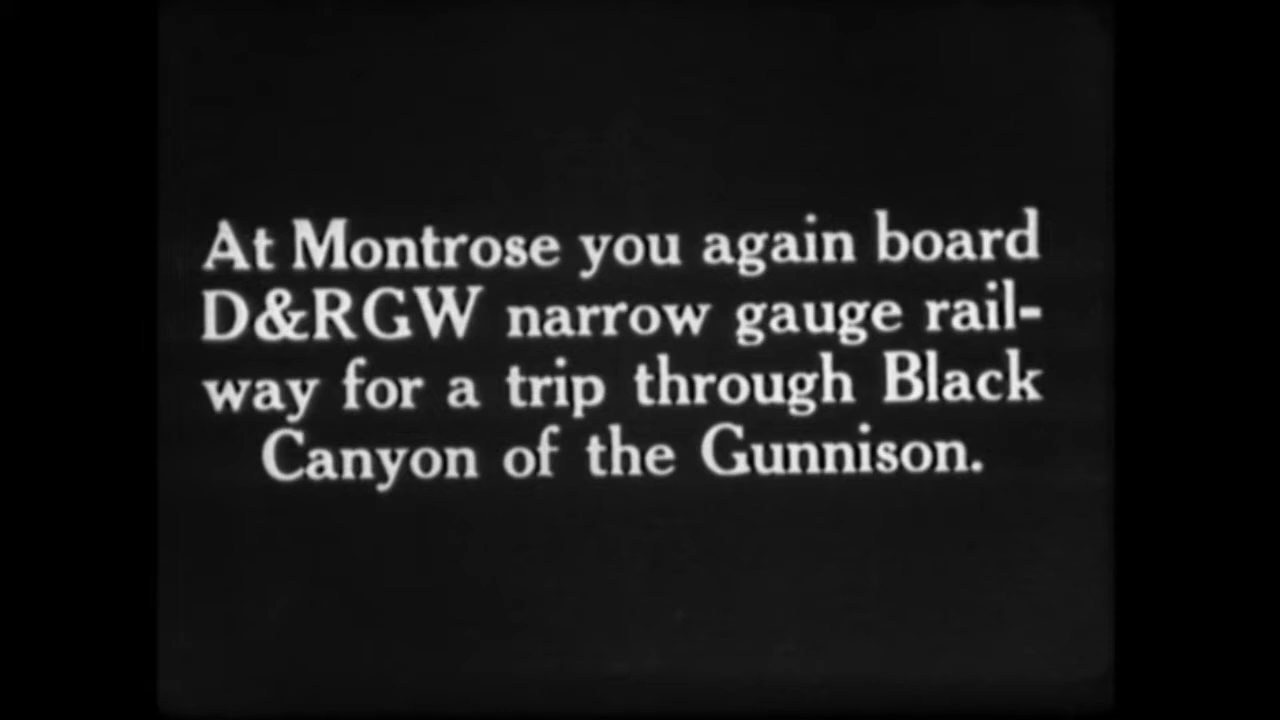 At Montrose you again board
D&RGW narrow gauge rail-
way for a trip through Black
Canyon of the Gunnison.